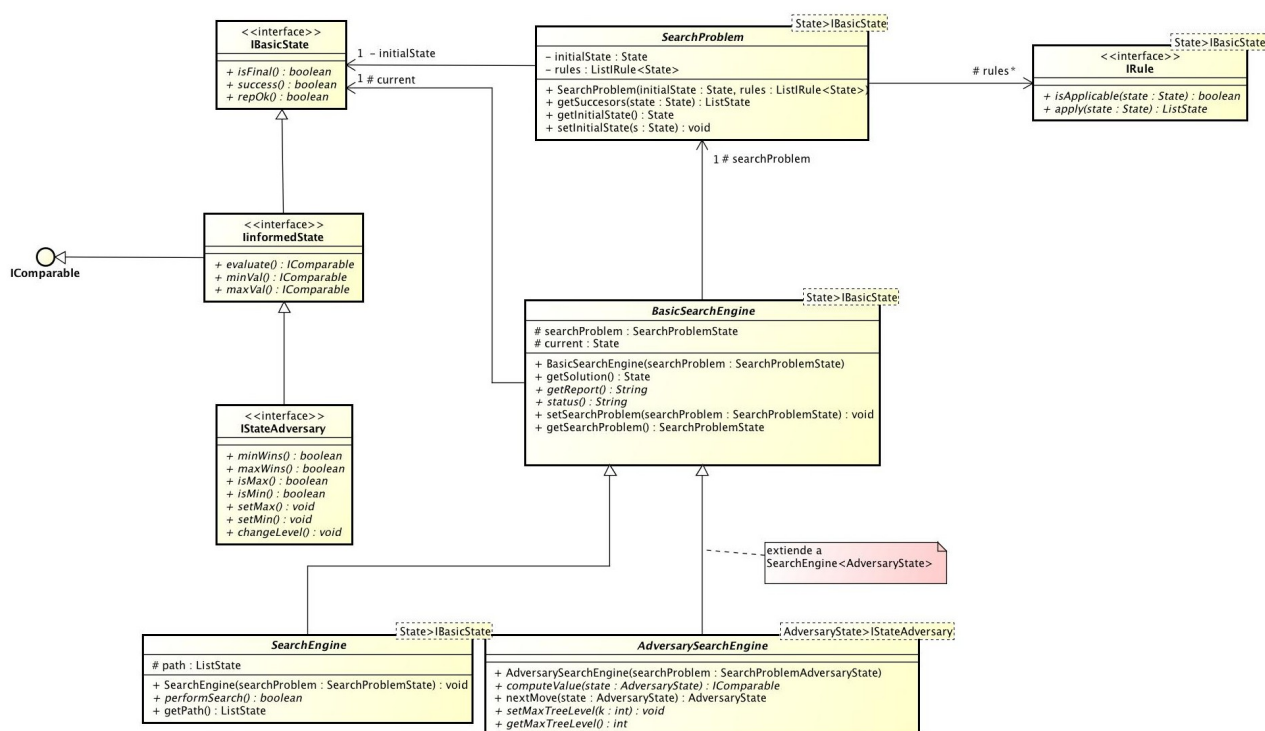 <<interface>>
IBasicState
+ isFinal() : boolean
+ success() : boolean
+ repOk() : boolean
1 - initialState
1 # current
State>IBasicState
SearchProblem
- initialState : State
- rules : ListIRule<State>
+ SearchProblem(initialState : State, rules : ListIRule<State>)
+ getSuccesors(state : State) : ListState
+ getInitialState() : State
+ setInitialState(s : State) : void
# rules*
State>IBasicState
<<interface>>
IRule
+ isApplicable(state : State) : boolean
+ apply(state : State) : ListState
1 # searchProblem
<<interface>>
IinformedState
+ evaluate() : IComparable
+ minVal() : IComparable
+ maxVal() : IComparable
IComparable
State>IBasicState
BasicSearchEngine
# searchProblem : SearchProblemState
# current : State
+ BasicSearchEngine(searchProblem : SearchProblemState)
+ getSolution() : State
+ getReport() : String
+ status() : String
+ setSearchProblem(searchProblem : SearchProblemState) : void
+ getSearchProblem() : SearchProblemState
<<interface>>
IStateAdversary
+ minWins() : boolean
+ maxWins() : boolean
+ isMax() : boolean
+ isMin() : boolean
+ setMax() : void
+ setMin() : void
+ changeLevel() : void
extiende a
SearchEngine<AdversaryState>
State>IBasicState
SearchEngine
# path : ListState
+ SearchEngine(searchProblem : SearchProblemState) : void
+ performSearch() : boolean
+ getPath() : ListState
AdversaryState>IStateAdversary
AdversarySearchEngine
+ AdversarySearchEngine(searchProblem : SearchProblemAdversaryState)
+ computeValue(state : AdversaryState) : IComparable
+ nextMove(state : AdversaryState) : AdversaryState
+ setMaxTreeLevel(k : int) : void
+ getMaxTreeLevel() : int